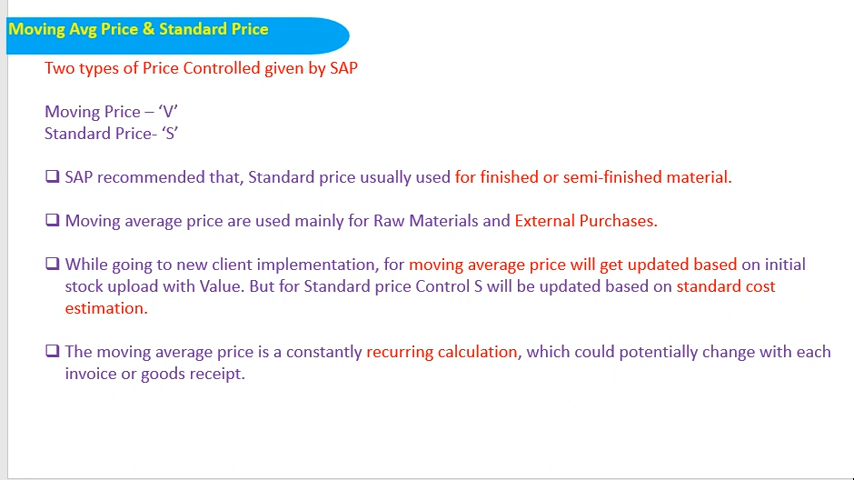 Moving Avg Price & Standard Price
Two types of Price Controlled given by SAP
Moving Price – ‘V’
Standard Price- ‘S’
❑ SAP recommended that, Standard price usually used for finished or semi-finished material.
❑ Moving average price are used mainly for Raw Materials and External Purchases.
❑ While going to new client implementation, for moving average price will get updated based on initial
stock upload with Value. But for Standard price Control S will be updated based on standard cost
estimation.
❑ The moving average price is a constantly recurring calculation, which could potentially change with each
invoice or goods receipt.